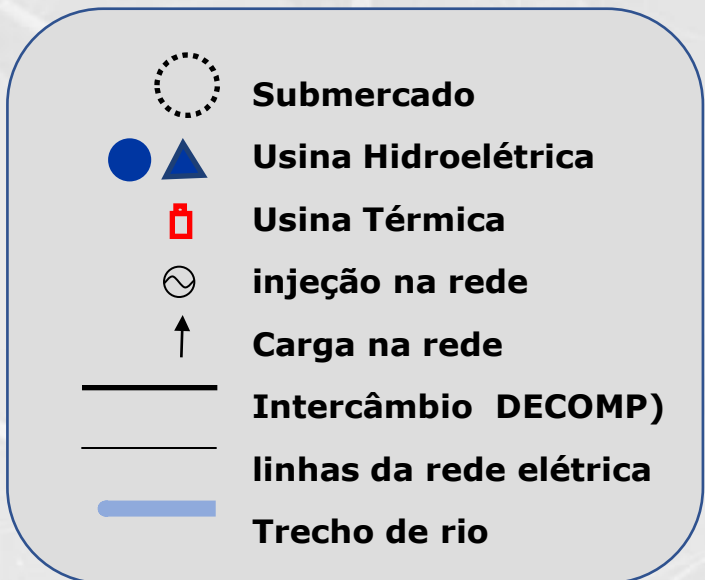 Submercado
Usina Hidroelétrica
Usina Térmica
injeção na rede
Carga na rede
Intercâmbio DECOMP)
linhas da rede elétrica
Trecho de rio